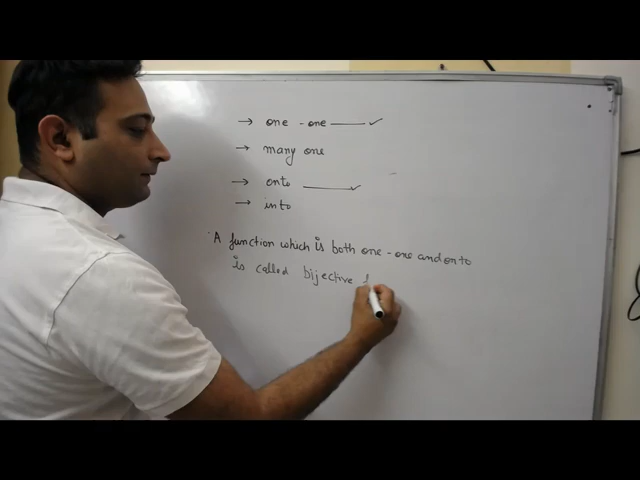 → one - one ——— ✓
→ many one
→ onto ——— ✓
→ into
A function which is both one - one and onto
is called bijective f